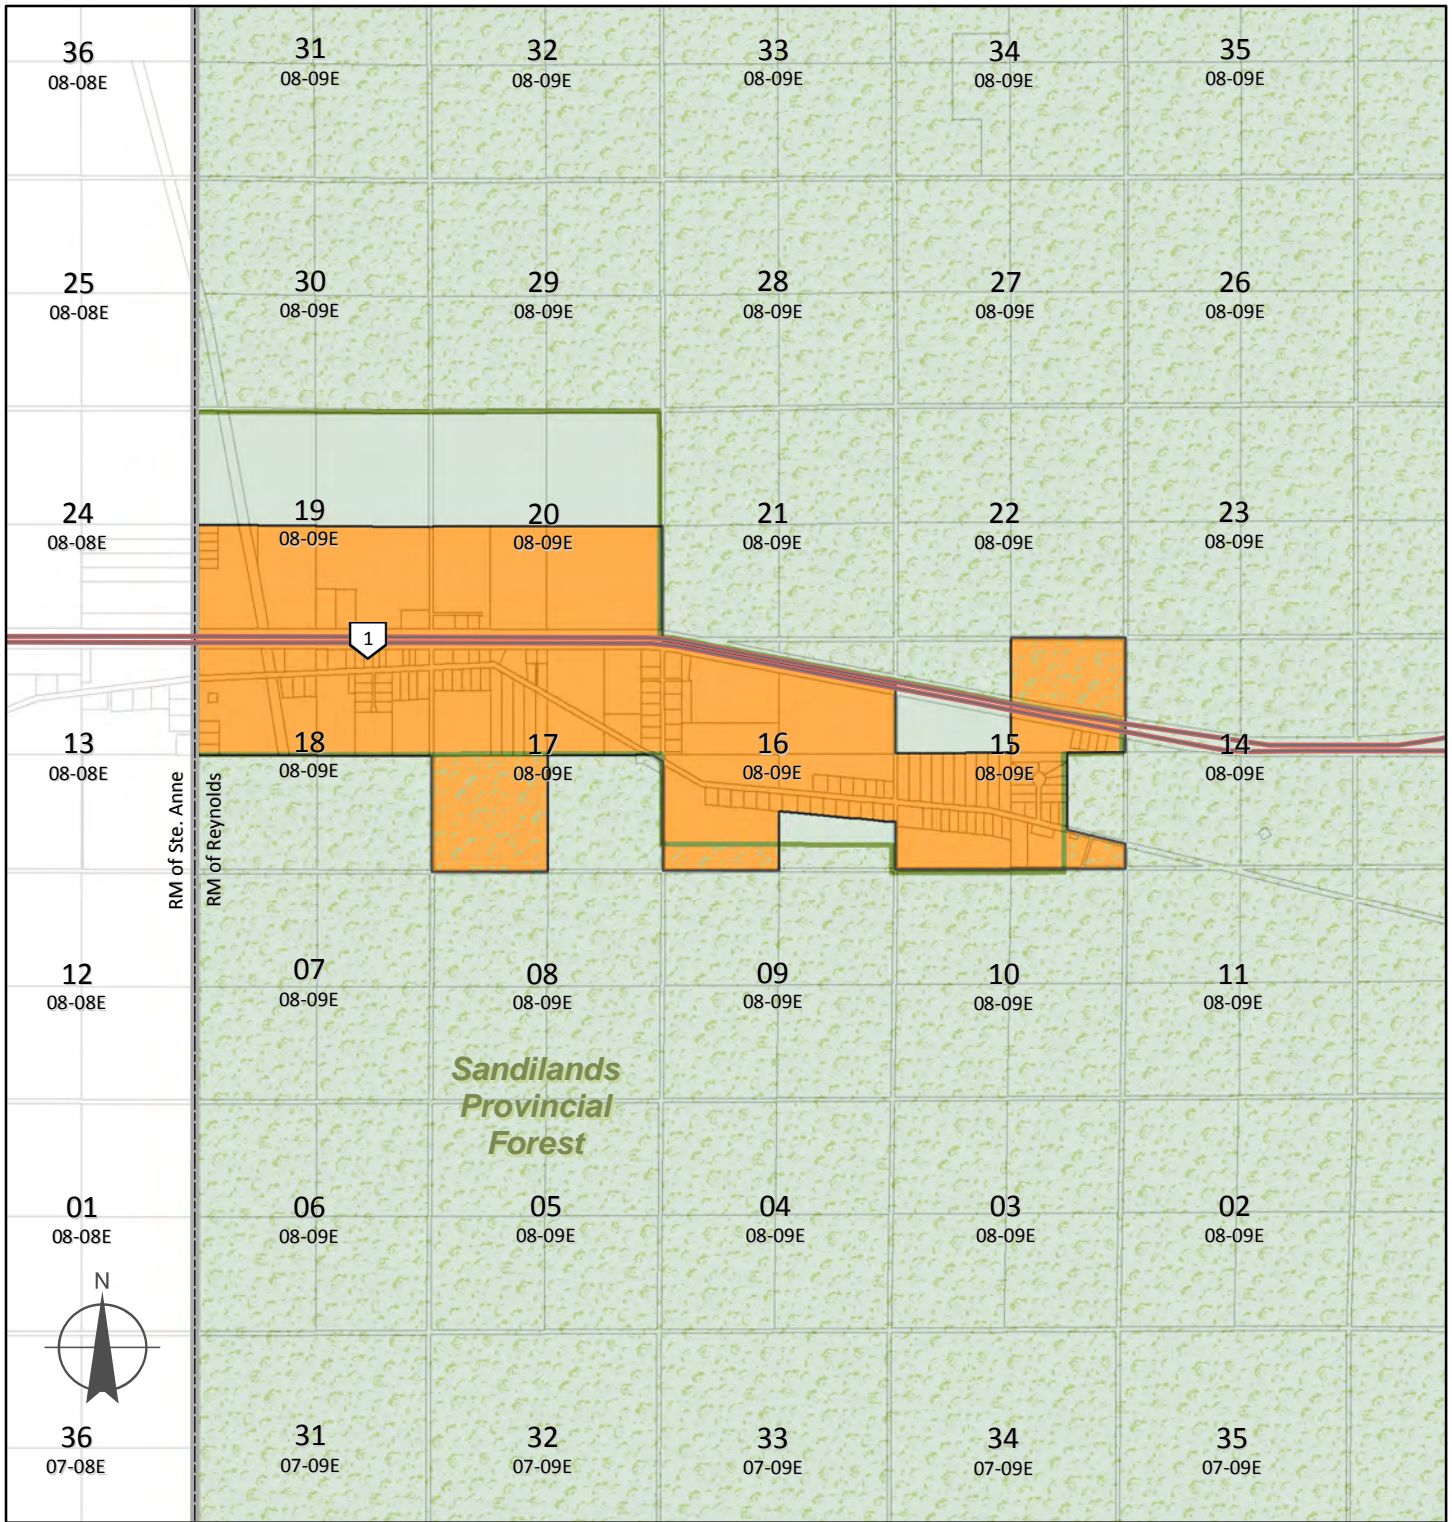 36
08-08E
31
08-09E
32
08-09E
33
08-09E
34
08-09E
35
08-09E
25
08-08E
30
08-09E
29
08-09E
28
08-09E
27
08-09E
26
08-09E
24
08-08E
19
08-09E
20
08-09E
21
08-09E
22
08-09E
23
08-09E
1
13
08-08E
18
08-09E
17
08-09E
16
08-09E
15
08-09E
14
08-09E
RM of Ste. Anne
RM of Reynolds
12
08-08E
07
08-09E
08
08-09E
09
08-09E
10
08-09E
11
08-09E
Sandilands
Provincial
Forest
01
08-08E
06
08-09E
05
08-09E
04
08-09E
03
08-09E
02
08-09E
N
36
07-08E
31
07-09E
32
07-09E
33
07-09E
34
07-09E
35
07-09E